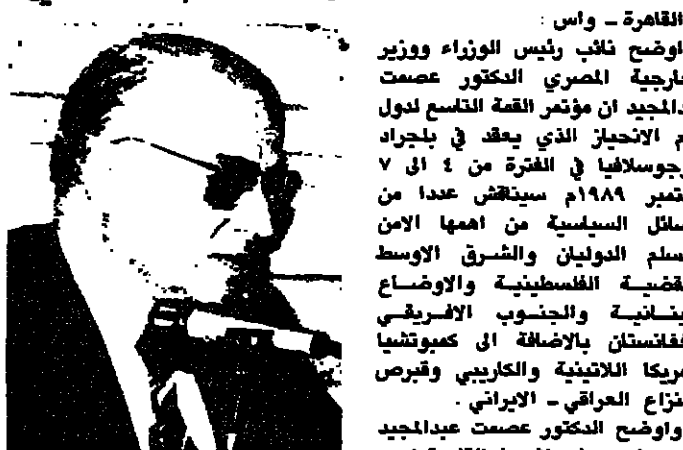 القاهرة ـ واس :
اوضح نائب رئيس الوزراء ووزير
خارجية المصري الدكتور عصمت
دالمجيد ان مؤتمر القمة التاسع لدول
م الانحياز الذي يعقد في بلجراد
وجوسلافيا في الفترة من ٤ الى ٧
تمبر ١٩٨٩م سيناقش عددا من
سائل السياسية من اهمها الامن
سلم الدوليان والشرق الاوسط
قضية الفلسطينية والاوضاع
بنانية والجنوب الافريقي
فغانستان بالاضافة الى كمبوتشيا
مريكا اللاتينية والكاريبي وقبرص
نزاع العراقي ـ الايراني .
واوضح الدكتور عصمت عبدالمجيد